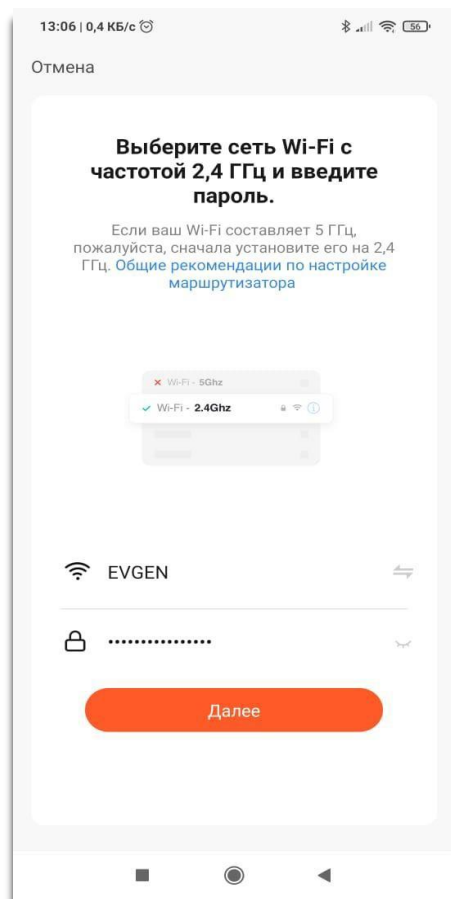 13:06 | 0,4 КБ/с
56
Отмена
Выберите сеть Wi-Fi с
частотой 2,4 ГГц и введите
пароль.
Если ваш Wi-Fi составляет 5 ГГц,
пожалуйста, сначала установите его на 2,4
ГГц. Общие рекомендации по настройке
маршрутизатора
Wi-Fi - 5Ghz
Wi-Fi - 2.4Ghz
EVGEN
••••••••••••••••
Далее